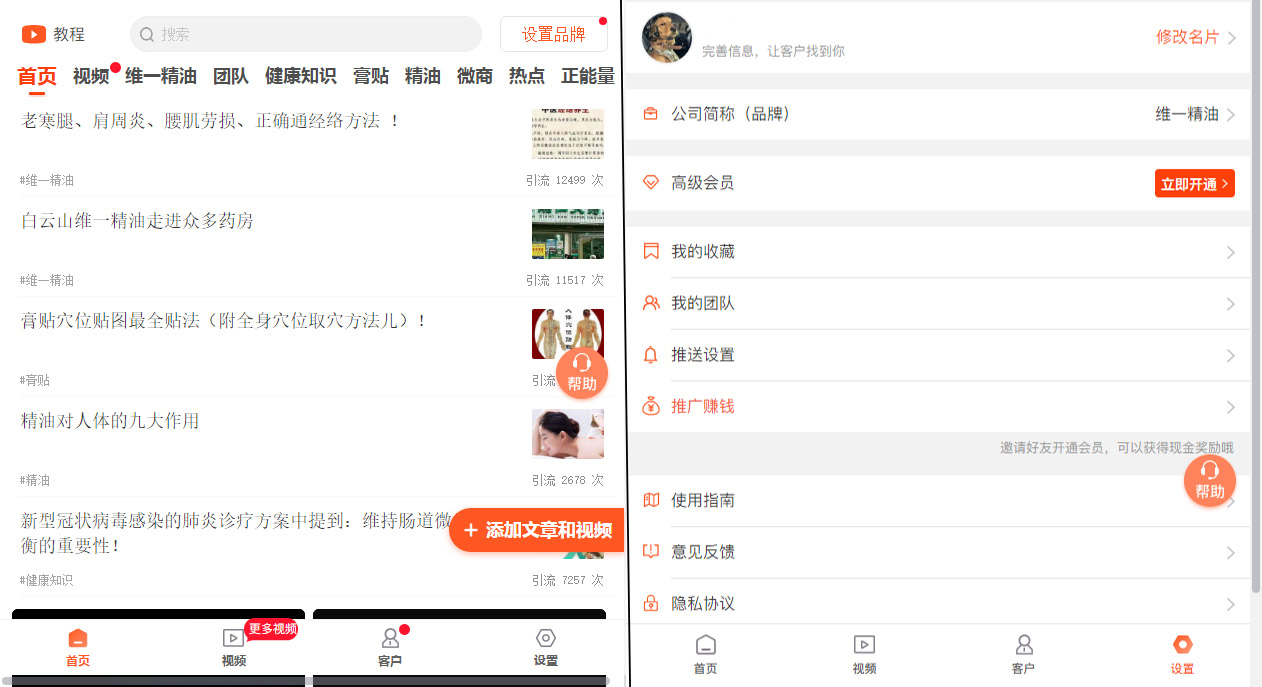 教程
搜索
设置品牌
首页 视频 维一精油 团队 健康知识 膏贴 精油 微商 热点 正能量
老寒腿、肩周炎、腰肌劳损、正确通经络方法 ！
#维一精油
引流 12499 次
白云山维一精油走进众多药房
#维一精油
引流 11517 次
膏贴穴位贴图最全贴法（附全身穴位取穴方法儿）！
#膏贴
引流
帮助
精油对人体的九大作用
#精油
引流 2678 次
新型冠状病毒感染的肺炎诊疗方案中提到：维持肠道微
衡的重要性！
+ 添加文章和视频
#健康知识
引流 7257 次
更多视频
首页 视频 客户 设置
完善信息，让客户找到你
修改名片
公司简称（品牌）
维一精油
高级会员
立即开通
我的收藏
我的团队
推送设置
推广赚钱
邀请好友开通会员，可以获得现金奖励哦
帮助
使用指南
意见反馈
隐私协议
首页 视频 客户 设置